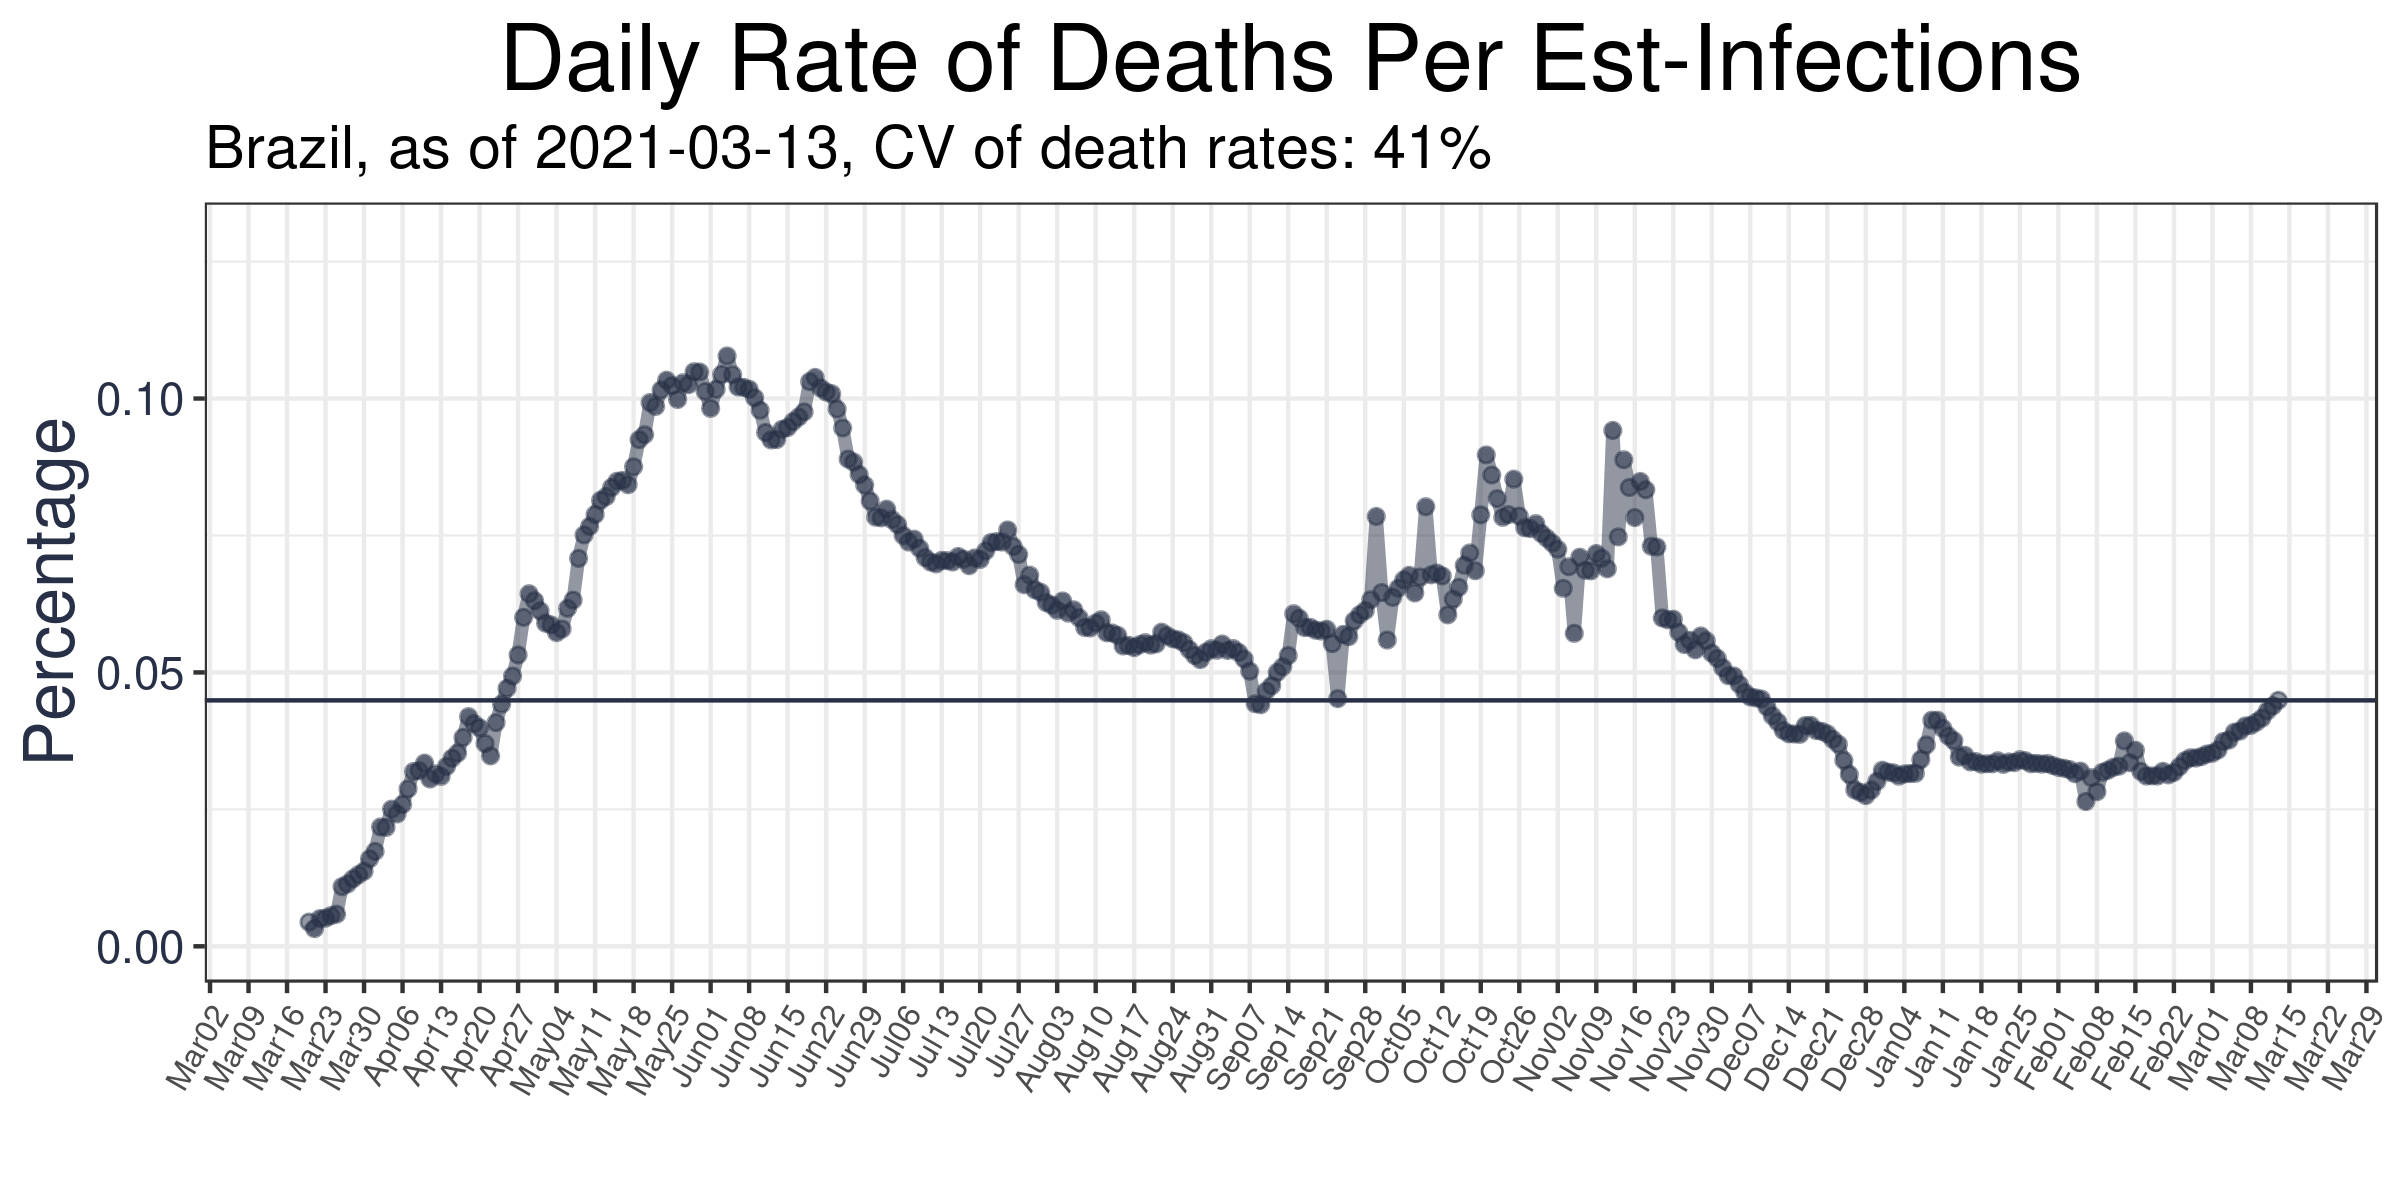 Daily Rate of Deaths Per Est-Infections
Brazil, as of 2021-03-13, CV of death rates: 41%
Percentage
0.10
0.05
0.00
Mar02
Mar09
Mar16
Mar23
Mar30
Apr06
Apr13
Apr20
Apr27
May04
May11
May18
May25
Jun01
Jun08
Jun15
Jun22
Jun29
Jul06
Jul13
Jul20
Jul27
Aug03
Aug10
Aug17
Aug24
Aug31
Sep07
Sep14
Sep21
Sep28
Oct05
Oct12
Oct19
Oct26
Nov02
Nov09
Nov16
Nov23
Nov30
Dec07
Dec14
Dec21
Dec28
Jan04
Jan11
Jan18
Jan25
Feb01
Feb08
Feb15
Feb22
Mar01
Mar08
Mar15
Mar22
Mar29